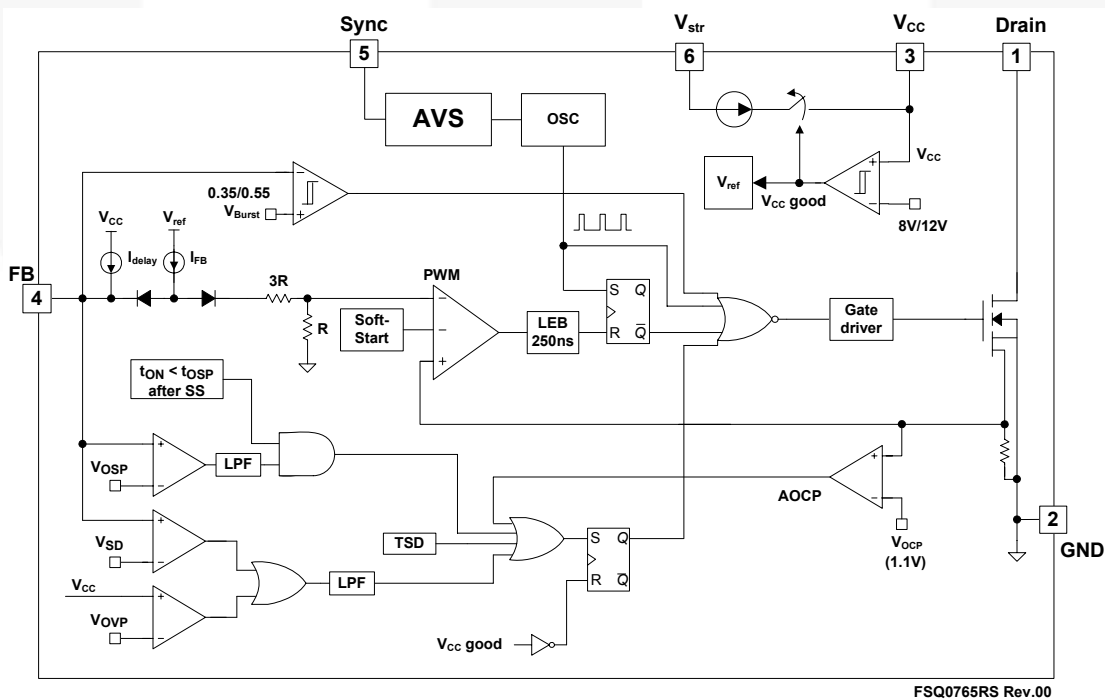 Sync
5
Vstr
6
VCC
3
Drain
1
AVS
OSC
VCC
Vref
VCC good
8V/12V
0.35/0.55
VBurst
VCC
Vref
Idelay
IFB
FB
4
3R
R
PWM
Soft-
Start
LEB
250ns
S Q
R Q̅
Gate
driver
tON < tOSP
after SS
VOSP
LPF
AOCP
VOCP
(1.1V)
2
GND
VSD
TSD
S Q
R Q̅
LPF
VCC
VOVP
VCC good
+
−
FSQ0765RS Rev.00